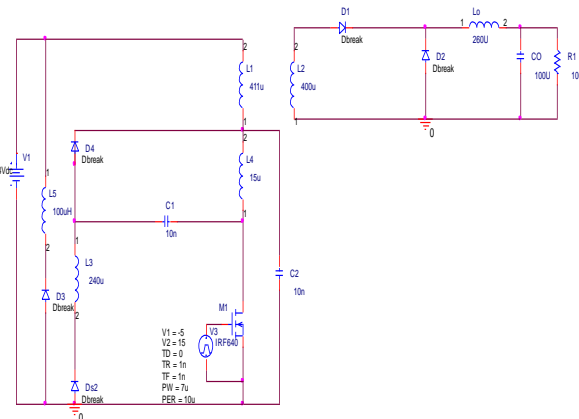 D1
Dbreak
Lo
1 2
260U
2
L1
411u
1
2
L2
400u
1
D2
Dbreak
CO
100U
R1
10
0
2
L4
15u
1
D4
Dbreak
V1
1
L5
100uH
2
C1
10n
1
L3
240u
2
D3
Dbreak
C2
10n
M1
IRF640
V3
V1 = -5
V2 = 15
TD = 0
TR = 1n
TF = 1n
PW = 7u
PER = 10u
Ds2
Dbreak
0